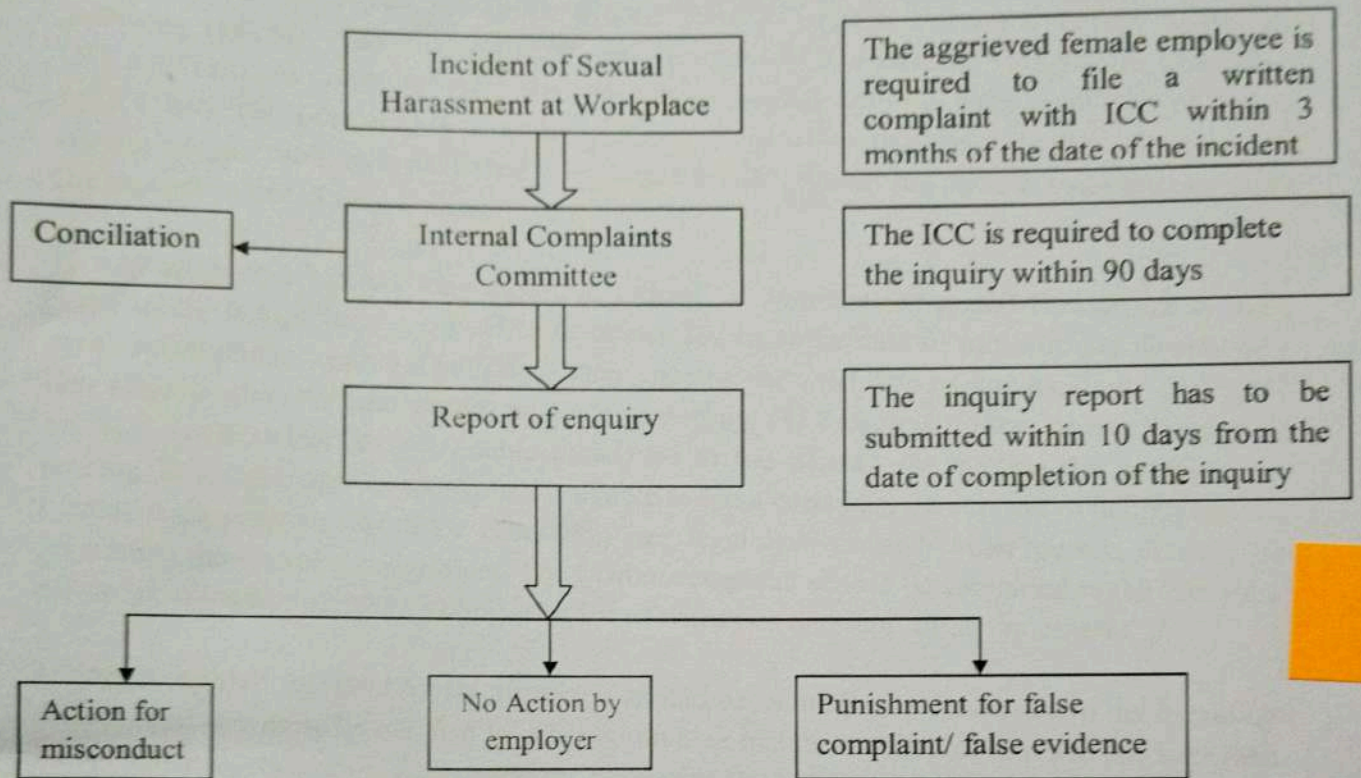 Incident of Sexual
Harassment at Workplace
The aggrieved female employee is
required to file a written
complaint with ICC within 3
months of the date of the incident
Conciliation
Internal Complaints
Committee
The ICC is required to complete
the inquiry within 90 days
Report of enquiry
The inquiry report has to be
submitted within 10 days from the
date of completion of the inquiry
Action for
misconduct
No Action by
employer
Punishment for false
complaint/ false evidence